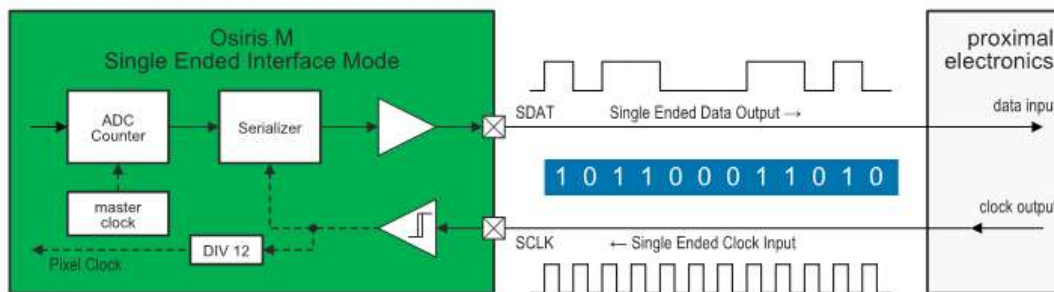 Osiris M
Single Ended Interface Mode
ADC
Counter
Serializer
master
clock
DIV 12
Pixel Clock
SDAT
Single Ended Data Output →
1 0 1 1 0 0 0 1 1 0 1 0
SCLK
← Single Ended Clock Input
proximal
electronics
data input
clock output